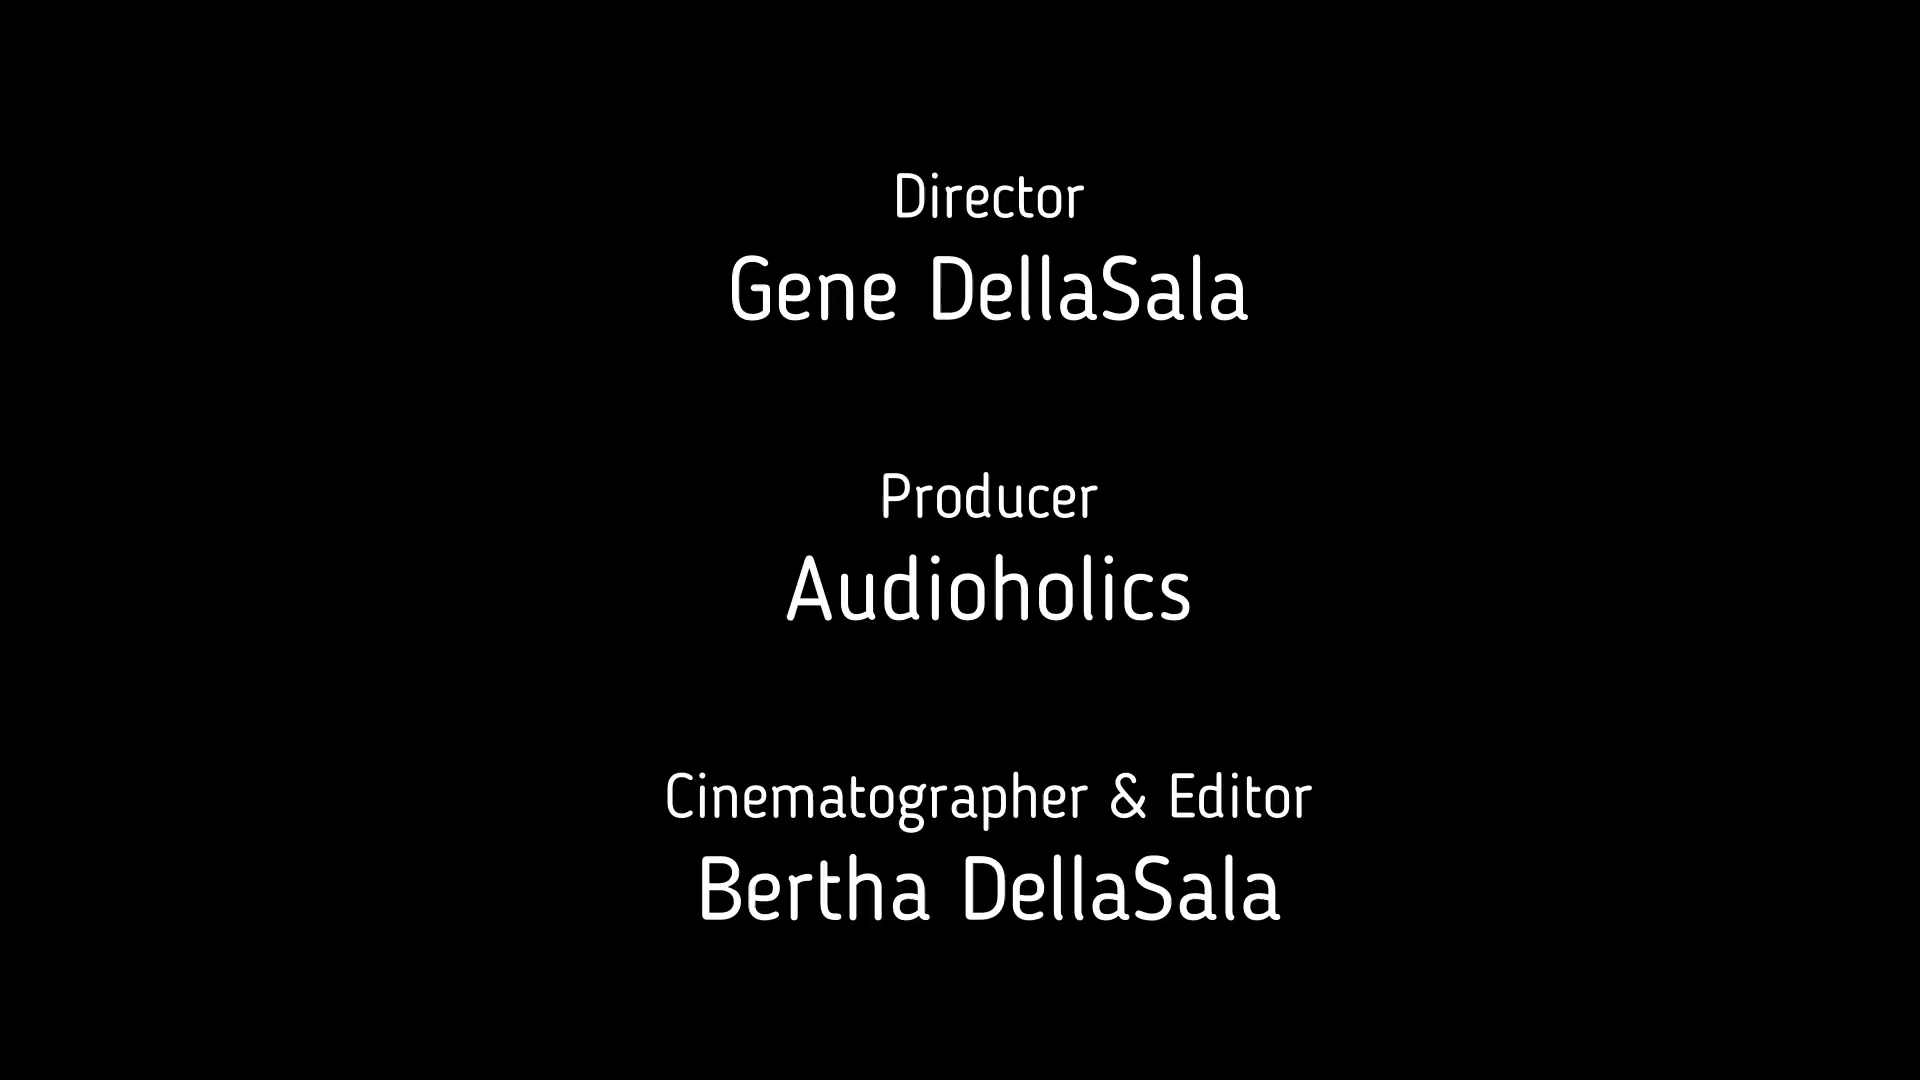 Director
Gene DellaSala
Producer
Audioholics
Cinematographer & Editor
Bertha DellaSala